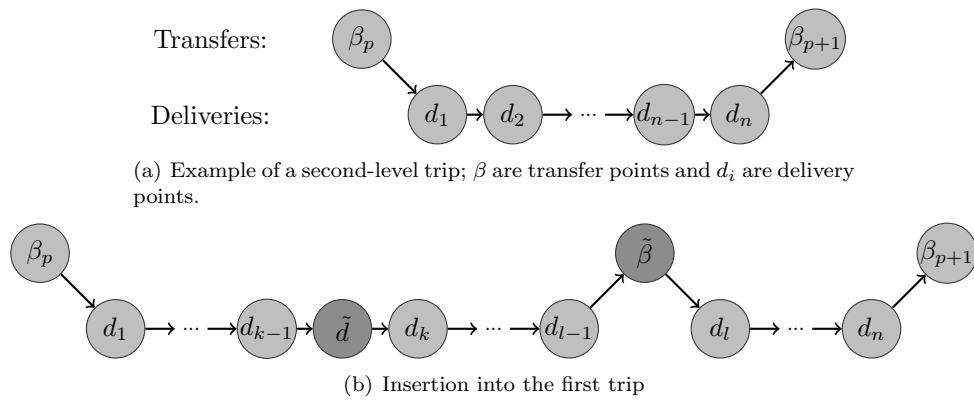 Transfers: β_p β_{p+1}
Deliveries: d_1 d_2 ... d_{n−1} d_n
(a) Example of a second-level trip; β are transfer points and d_i are delivery
points.
β_p β̃ β_{p+1}
d_1 ... d_{k−1} d̃ d_k ... d_{l−1} d_l ... d_n
(b) Insertion into the first trip